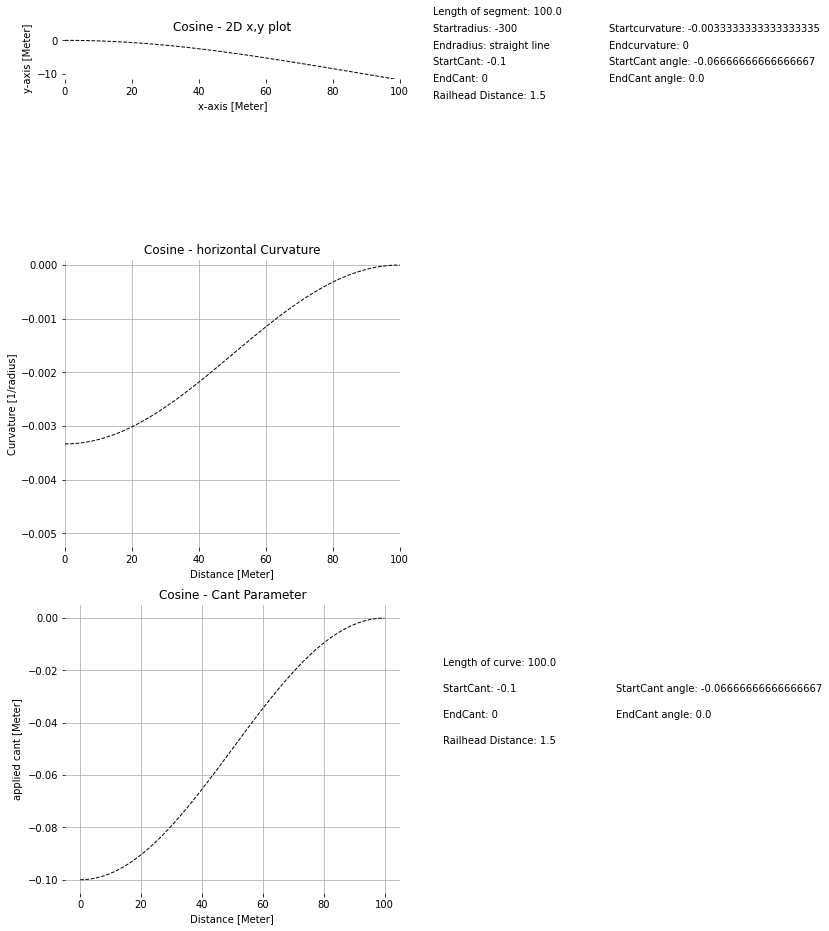 Cosine - 2D x,y plot
y-axis [Meter]
0
−10
0 20 40 60 80 100
x-axis [Meter]
Length of segment: 100.0
Startradius: -300 Startcurvature: -0.0033333333333333335
Endradius: straight line Endcurvature: 0
StartCant: -0.1 StartCant angle: -0.06666666666666667
EndCant: 0 EndCant angle: 0.0
Railhead Distance: 1.5
Cosine - horizontal Curvature
Curvature [1/radius]
0.000
−0.001
−0.002
−0.003
−0.004
−0.005
0 20 40 60 80 100
Distance [Meter]
Cosine - Cant Parameter
applied cant [Meter]
0.00
−0.02
−0.04
−0.06
−0.08
−0.10
0 20 40 60 80 100
Distance [Meter]
Length of curve: 100.0
StartCant: -0.1 StartCant angle: -0.06666666666666667
EndCant: 0 EndCant angle: 0.0
Railhead Distance: 1.5